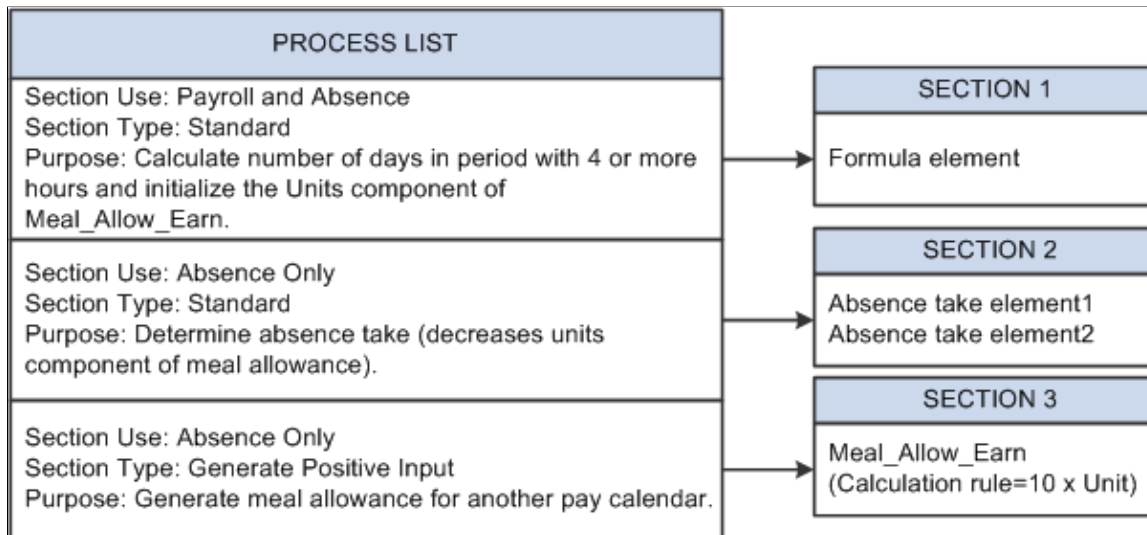 PROCESS LIST
Section Use: Payroll and Absence
Section Type: Standard
Purpose: Calculate number of days in period with 4 or more
hours and initialize the Units component of
Meal_Allow_Earn.
Section Use: Absence Only
Section Type: Standard
Purpose: Determine absence take (decreases units
component of meal allowance).
Section Use: Absence Only
Section Type: Generate Positive Input
Purpose: Generate meal allowance for another pay calendar.
SECTION 1
Formula element
SECTION 2
Absence take element1
Absence take element2
SECTION 3
Meal_Allow_Earn
(Calculation rule=10 x Unit)